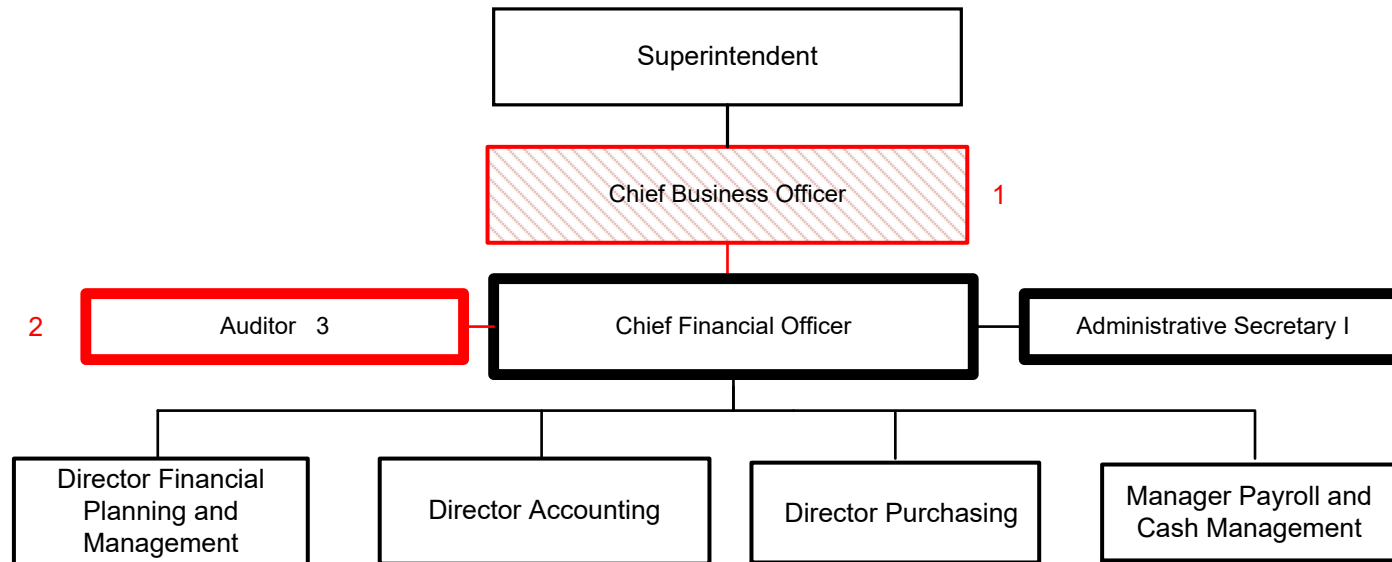 Superintendent
Chief Business Officer 1
2 Auditor 3 Chief Financial Officer Administrative Secretary I
Director Financial
Planning and
Management
Director Accounting
Director Purchasing
Manager Payroll and
Cash Management